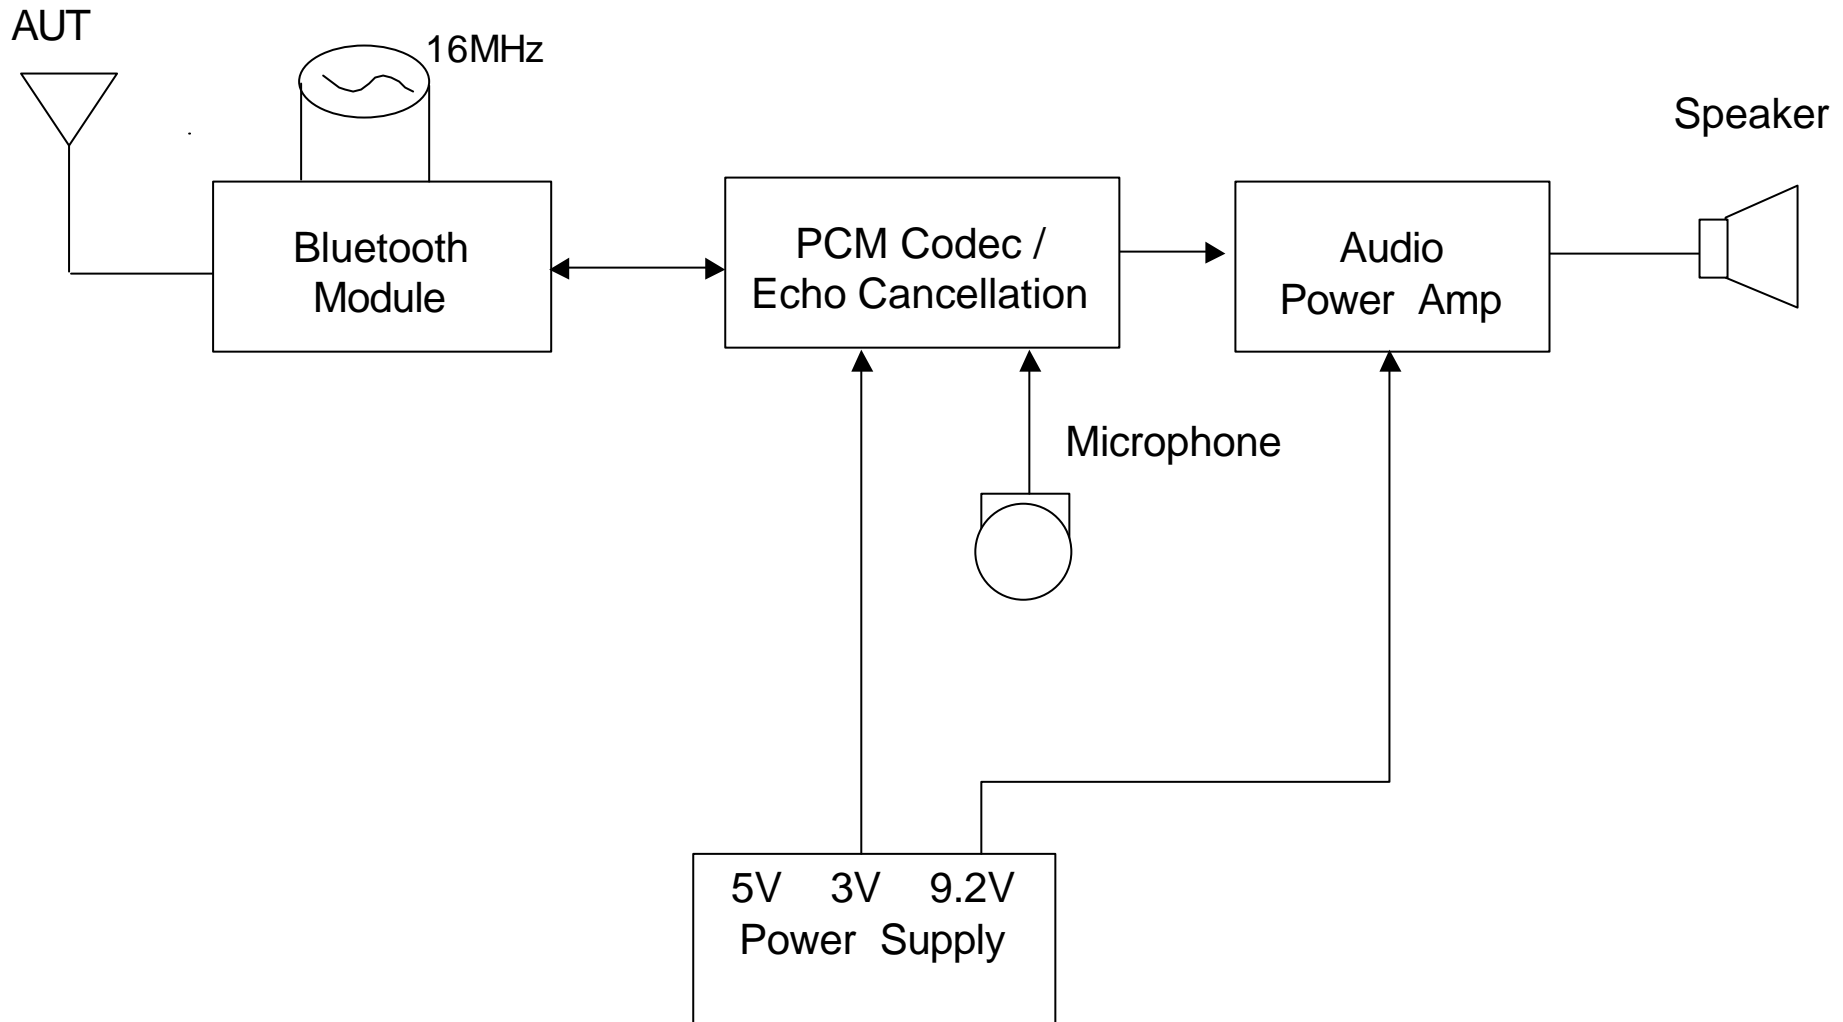 AUT
16MHz
Speaker
Bluetooth
Module
PCM Codec /
Echo Cancellation
Audio
Power Amp
Microphone
5V 3V 9.2V
Power Supply